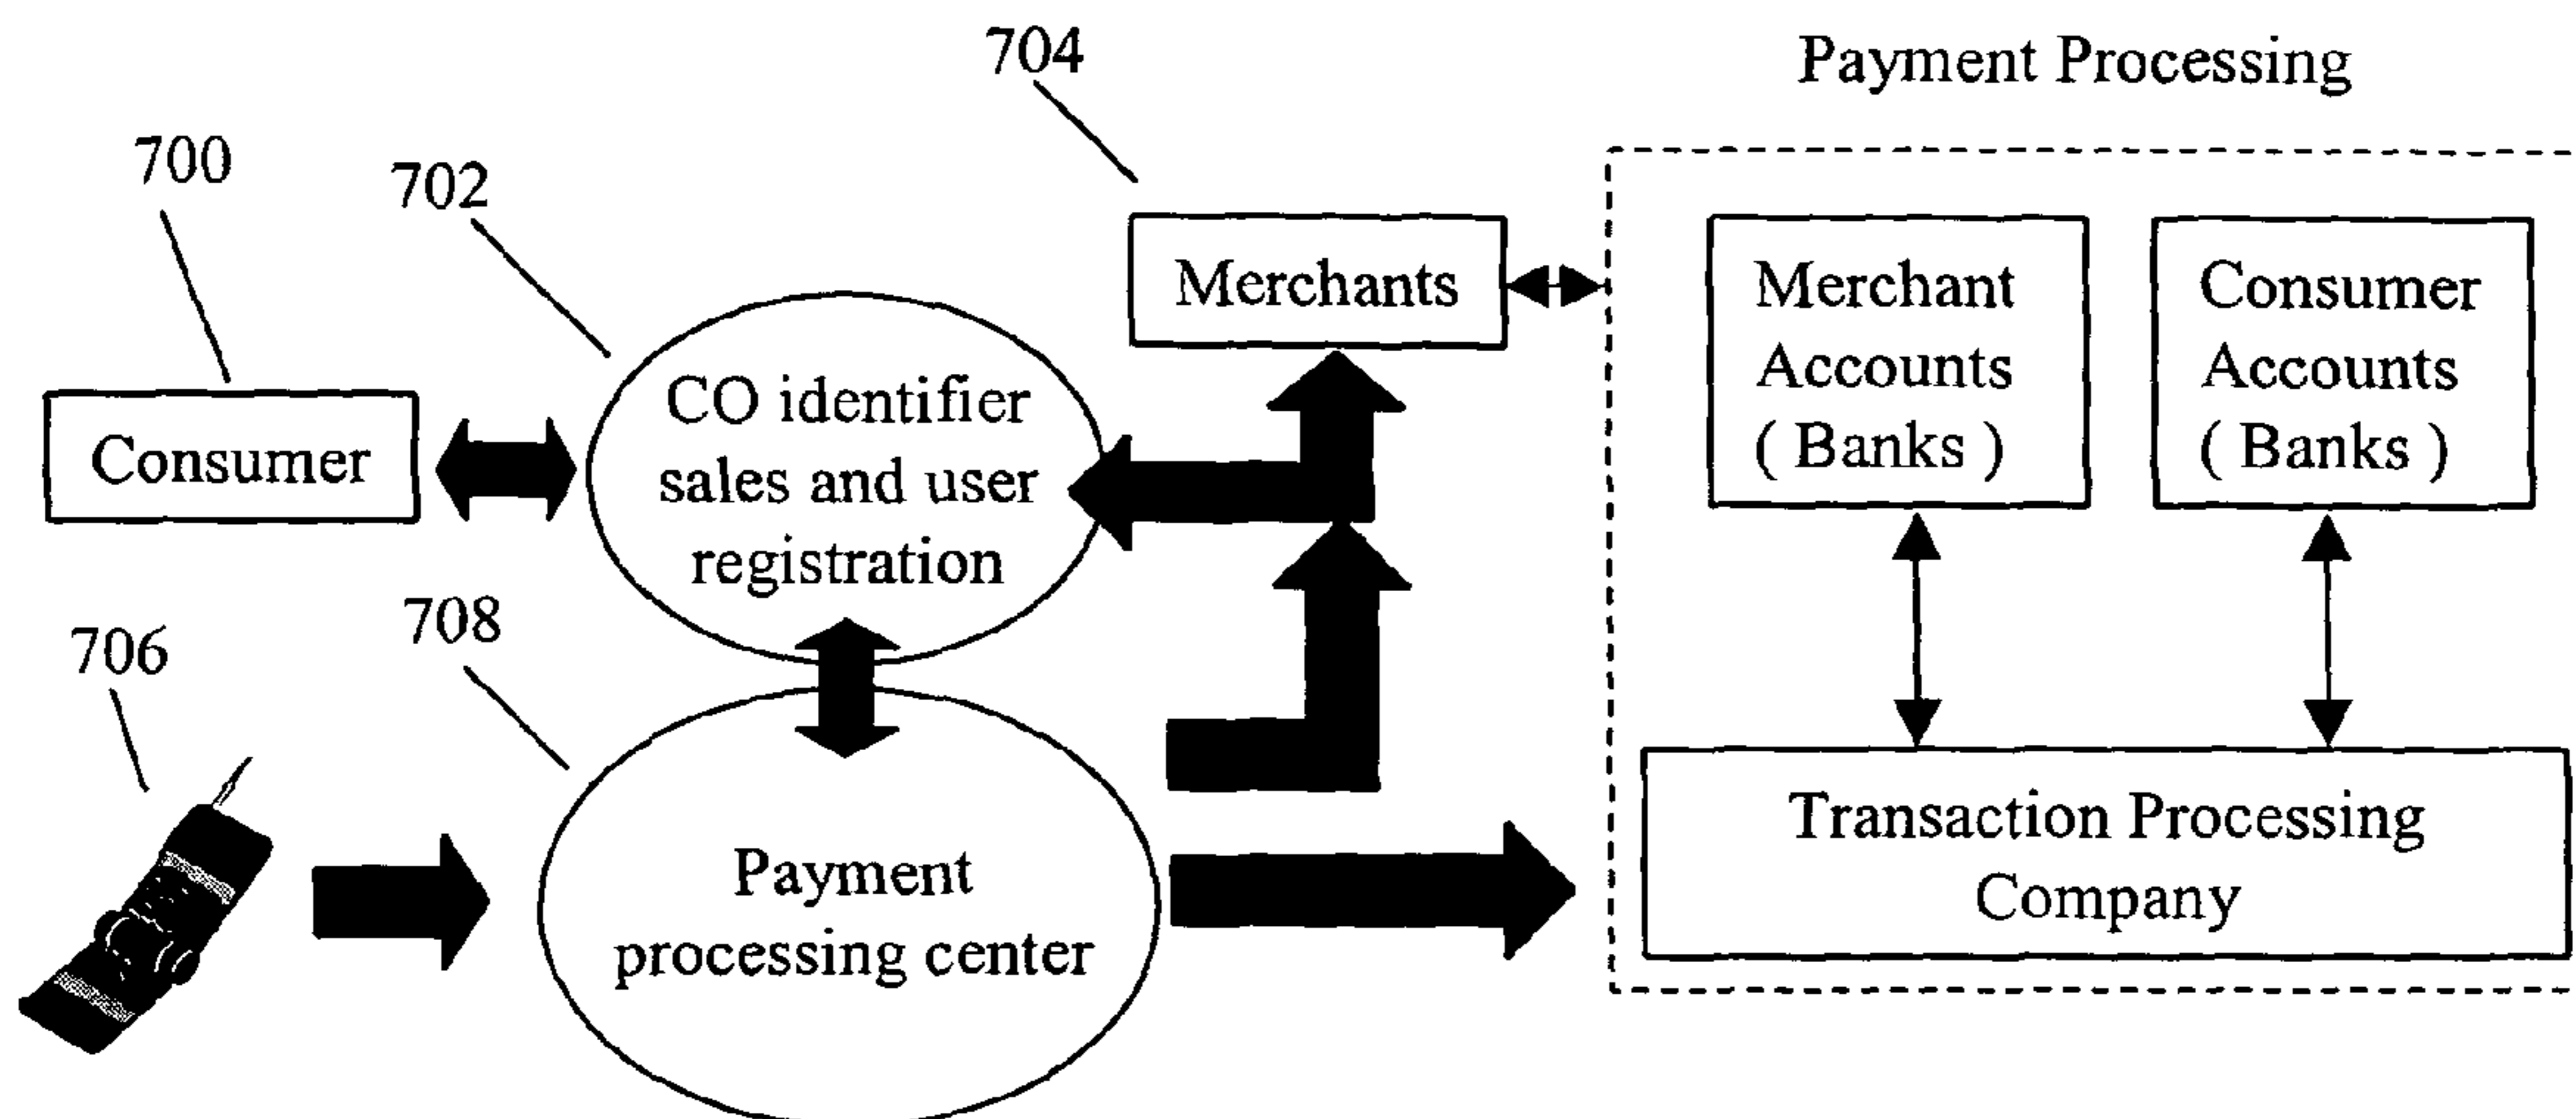 704
Payment Processing
700
702
Merchants
Merchant
Accounts
( Banks )
Consumer
Accounts
( Banks )
CO identifier
sales and user
registration
Consumer
708
706
Payment
processing center
Transaction Processing
Company